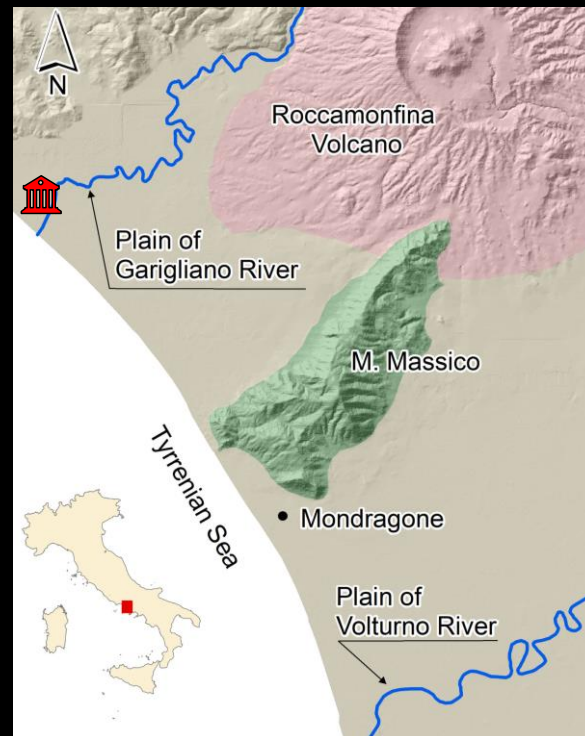 N
Roccamonfina
Volcano
Plain of
Garigliano River
M. Massico
Tyrrenian Sea
Mondragone
Plain of
Volturno River